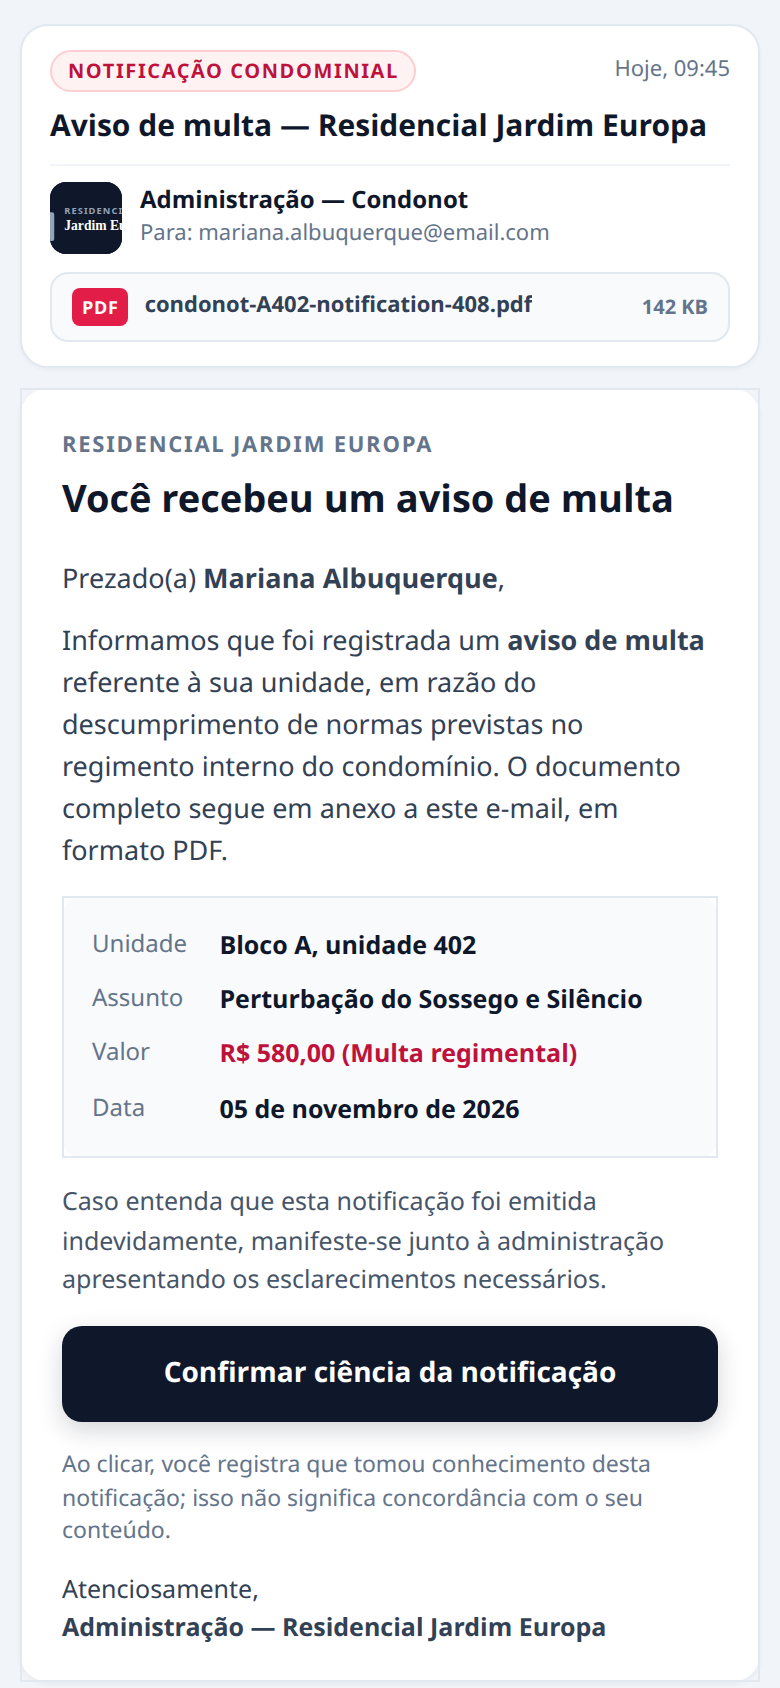 NOTIFICAÇÃO CONDOMINIAL
Hoje, 09:45
Aviso de multa — Residencial Jardim Europa
RESIDENCI
Jardim Eu
Administração — Condonot
Para: mariana.albuquerque@email.com
PDF
condonot-A402-notification-408.pdf
142 KB
RESIDENCIAL JARDIM EUROPA
Você recebeu um aviso de multa
Prezado(a) Mariana Albuquerque,
Informamos que foi registrada um aviso de multa
referente à sua unidade, em razão do
descumprimento de normas previstas no
regimento interno do condomínio. O documento
completo segue em anexo a este e-mail, em
formato PDF.
Unidade Bloco A, unidade 402
Assunto Perturbação do Sossego e Silêncio
Valor R$ 580,00 (Multa regimental)
Data 05 de novembro de 2026
Caso entenda que esta notificação foi emitida
indevidamente, manifeste-se junto à administração
apresentando os esclarecimentos necessários.
Confirmar ciência da notificação
Ao clicar, você registra que tomou conhecimento desta
notificação; isso não significa concordância com o seu
conteúdo.
Atenciosamente,
Administração — Residencial Jardim Europa